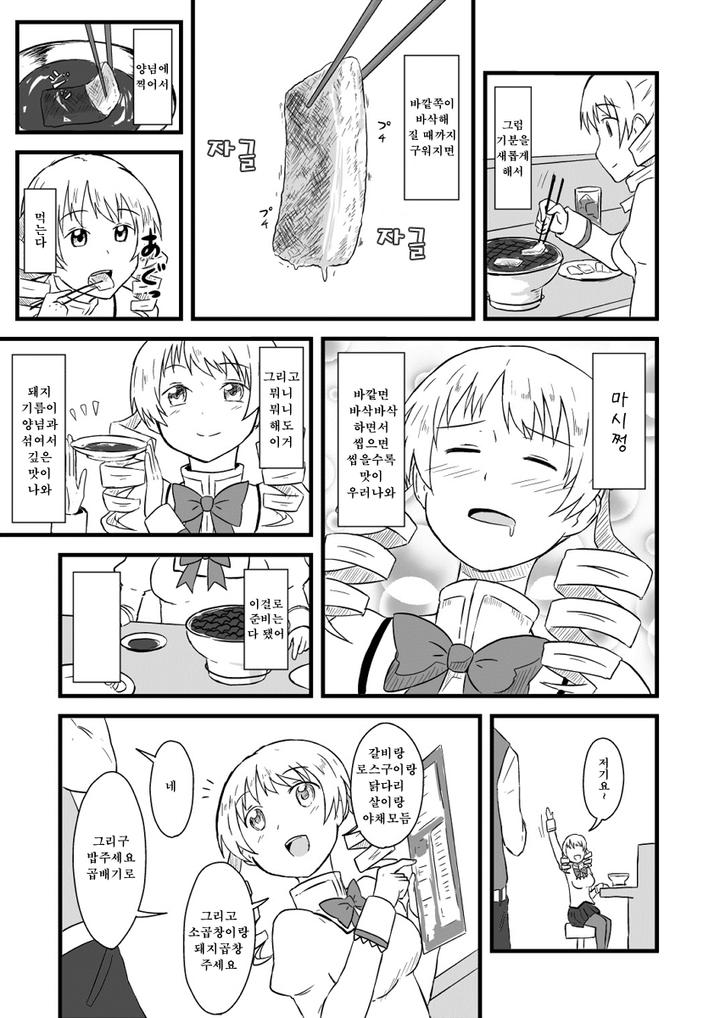 그럼
기분을
새롭게
해서
바깥쪽이
바삭해
질 때까지
구워지면
자글
자글
プチ
プチ
양념에
찍어서
먹는다
あぐっ
마시쩡
바깥면
바삭바삭
하면서
씹으면
씹을수록
맛이
우러나와
그리고
뭐니
뭐니
해도
이거
돼지
기름이
양념과
섞여서
깊은
맛이
나와
이걸로
준비는
다 됐어
저기요~
갈비랑
로스구이랑
닭다리
살이랑
야채모듬
네
그리고
소곱창이랑
돼지곱창
주세요
그리구
밥주세요
곱배기로